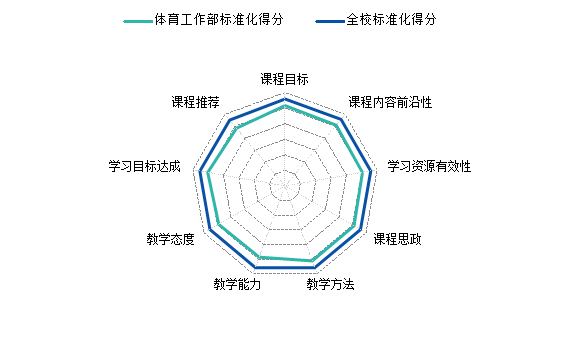 体育工作部标准化得分 全校标准化得分
课程目标
课程推荐 课程内容前沿性
学习目标达成 学习资源有效性
教学态度 课程思政
教学能力 教学方法